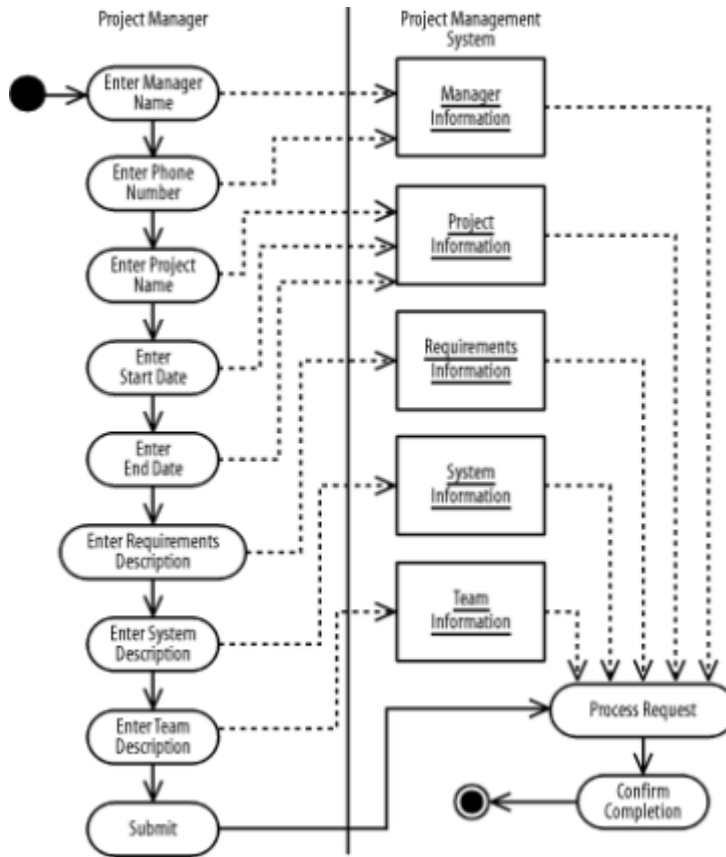 Project Manager
Project Management
System
Enter Manager
Name
Manager
Information
Enter Phone
Number
Project
Information
Enter Project
Name
Requirements
Information
Enter
Start Date
Enter
End Date
System
Information
Enter Requirements
Description
Team
Information
Enter System
Description
Enter Team
Description
Process Request
Confirm
Completion
Submit